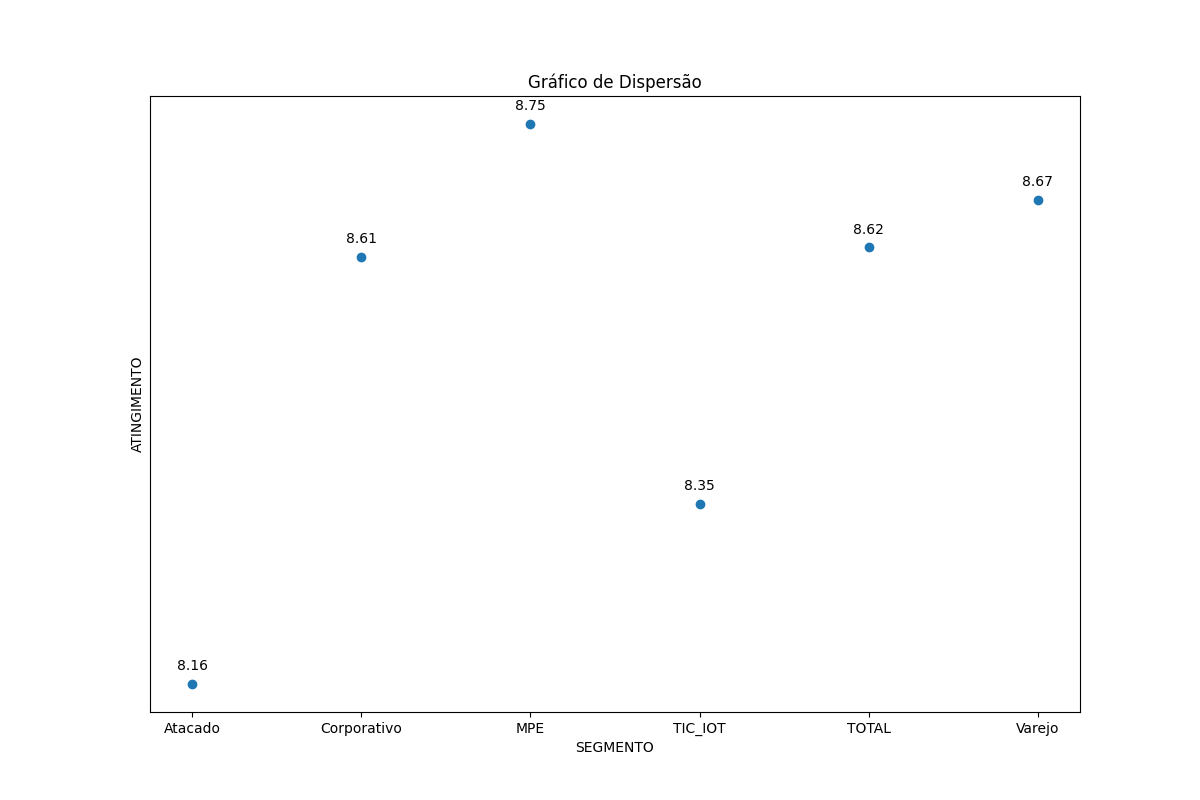 Gráfico de Dispersão
8.75
8.67
8.61
8.62
8.35
8.16
ATINGIMENTO
Atacado Corporativo MPE TIC_IOT TOTAL Varejo
SEGMENTO